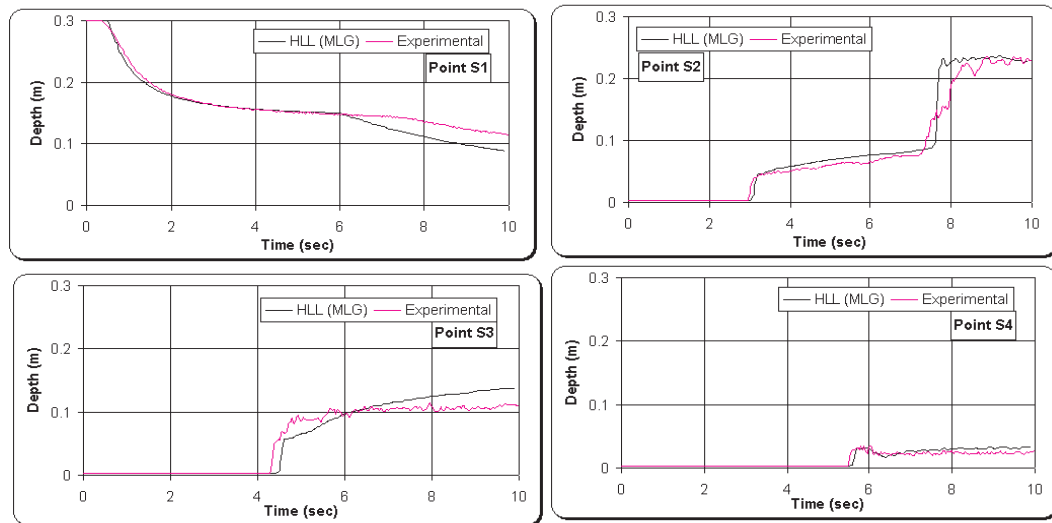 0.3
HLL (MLG) Experimental
Point S1
0.2
Depth (m)
0.1
0
0 2 4 6 8 10
Time (sec)
0.3
HLL (MLG) Experimental
Point S2
0.2
Depth (m)
0.1
0
0 2 4 6 8 10
Time (sec)
0.3
HLL (MLG) Experimental
Point S3
0.2
Depth (m)
0.1
0
0 2 4 6 8 10
Time (sec)
0.3
HLL (MLG) Experimental
Point S4
0.2
Depth (m)
0.1
0
0 2 4 6 8 10
Time (sec)